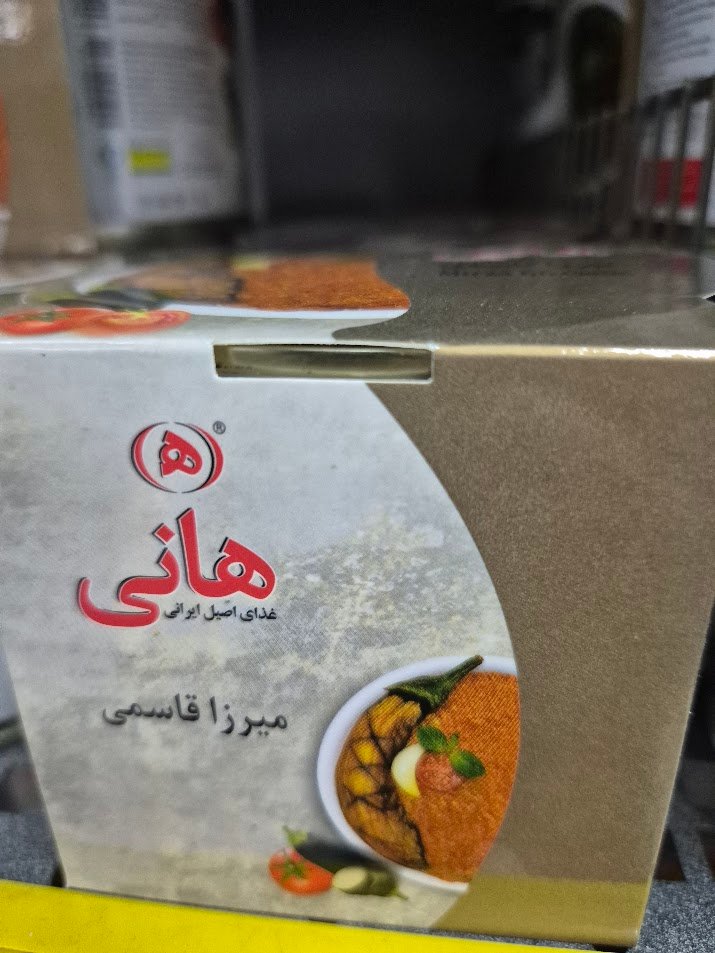 ه ®
هانی
غذای اصیل ایرانی
میرزا قاسمی